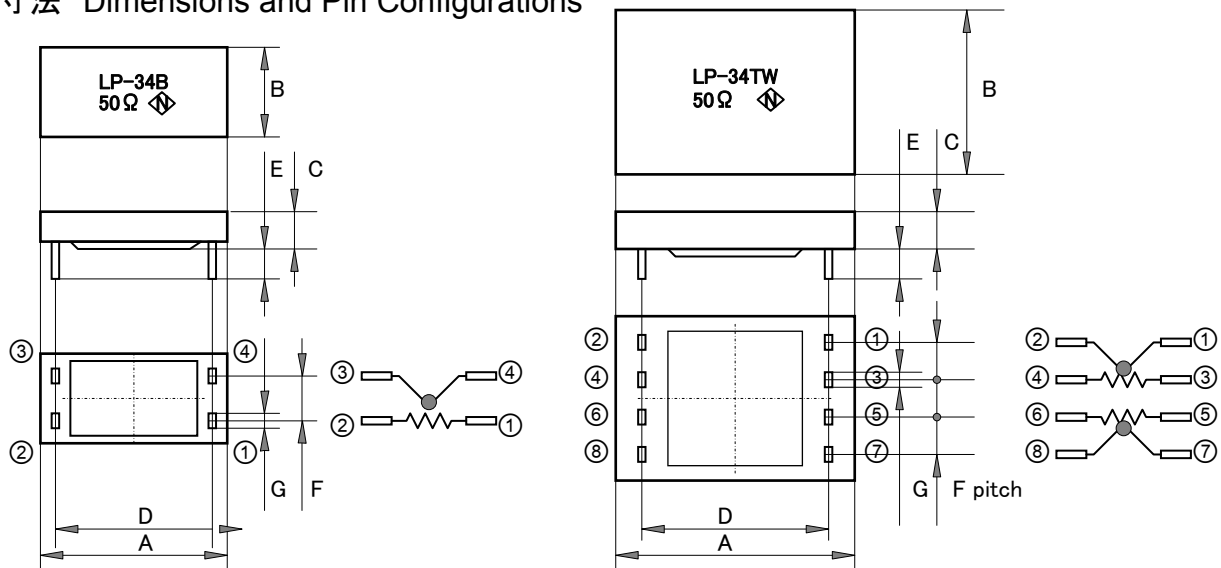 寸法 Dimensions and Pin Configurations
LP-34B
50Ω N
B
E C
③ ④
② ①
G F
D
A
③ ④
② ①
LP-34TW
50Ω N
B
E C
② ①
④ ③
⑥ ⑤
⑧ ⑦
G F pitch
D
A
② ①
④ ③
⑥ ⑤
⑧ ⑦